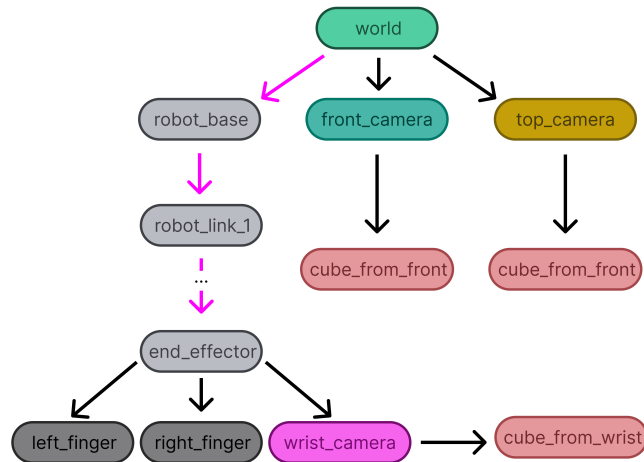 world
robot_base
front_camera
top_camera
robot_link_1
cube_from_front
cube_from_front
...
end_effector
left_finger
right_finger
wrist_camera
cube_from_wrist